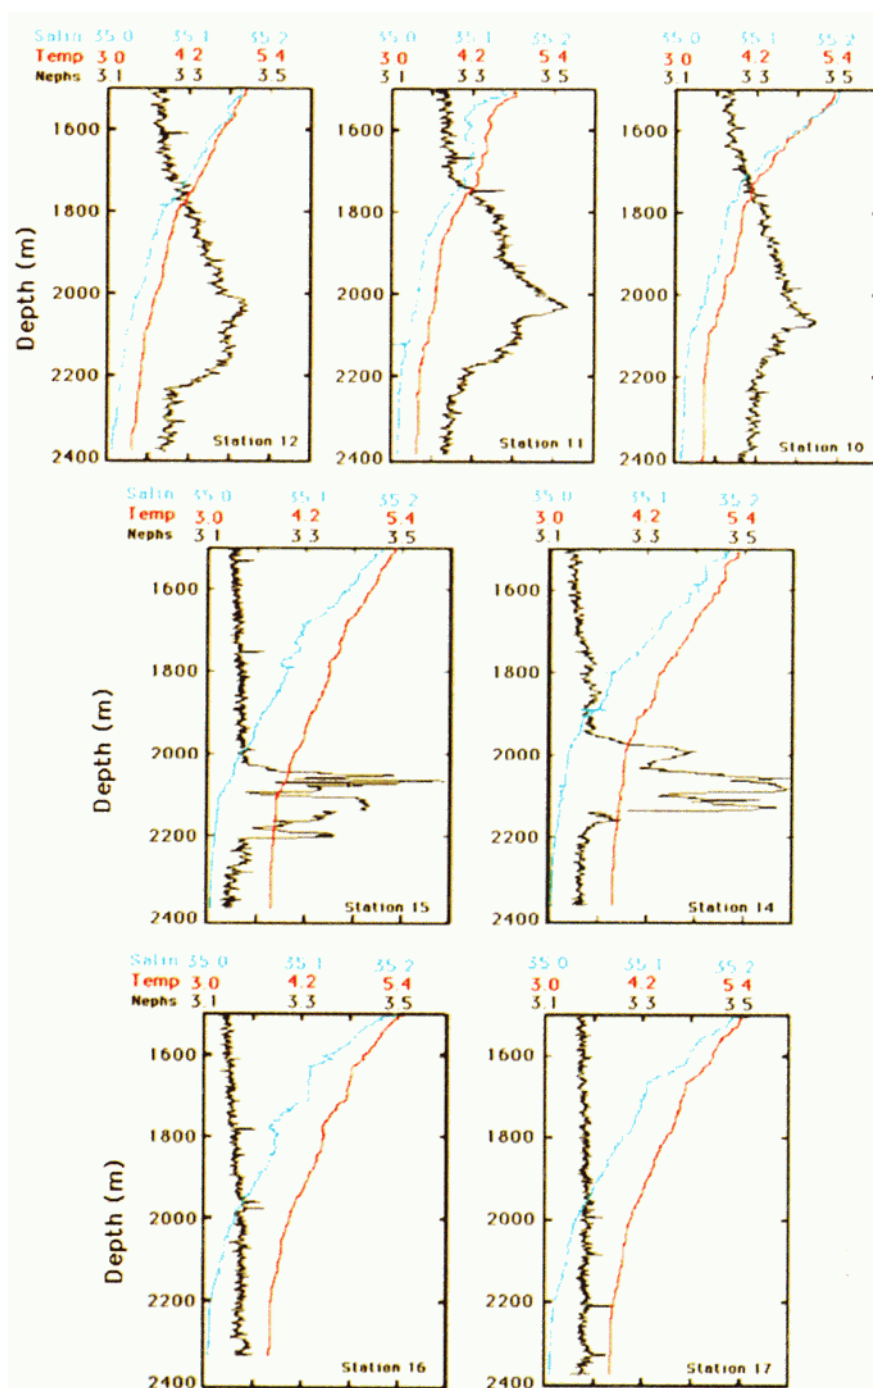 Salin 35.0 35.1 35.2 35.0 35.1 35.2 35.0 35.1 35.2
Temp 3.0 4.2 5.4 3.0 4.2 5.4 3.0 4.2 5.4
Nephs 3.1 3.3 3.5 3.1 3.3 3.5 3.1 3.3 3.5
1600 1600 1600
1800 1800 1800
Depth (m)
2000 2000 2000
2200 2200 2200
Station 12 Station 11 Station 10
2400 2400 2400
Salin 35.0 35.1 35.2 35.0 35.1 35.2
Temp 3.0 4.2 5.4 3.0 4.2 5.4
Nephs 3.1 3.3 3.5 3.1 3.3 3.5
1600 1600
1800 1800
Depth (m)
2000 2000
2200 2200
Station 15 Station 14
2400 2400
Salin 35.0 35.1 35.2 35.0 35.1 35.2
Temp 3.0 4.2 5.4 3.0 4.2 5.4
Nephs 3.1 3.3 3.5 3.1 3.3 3.5
1600 1600
1800 1800
Depth (m)
2000 2000
2200 2200
Station 16 Station 17
2400 2400